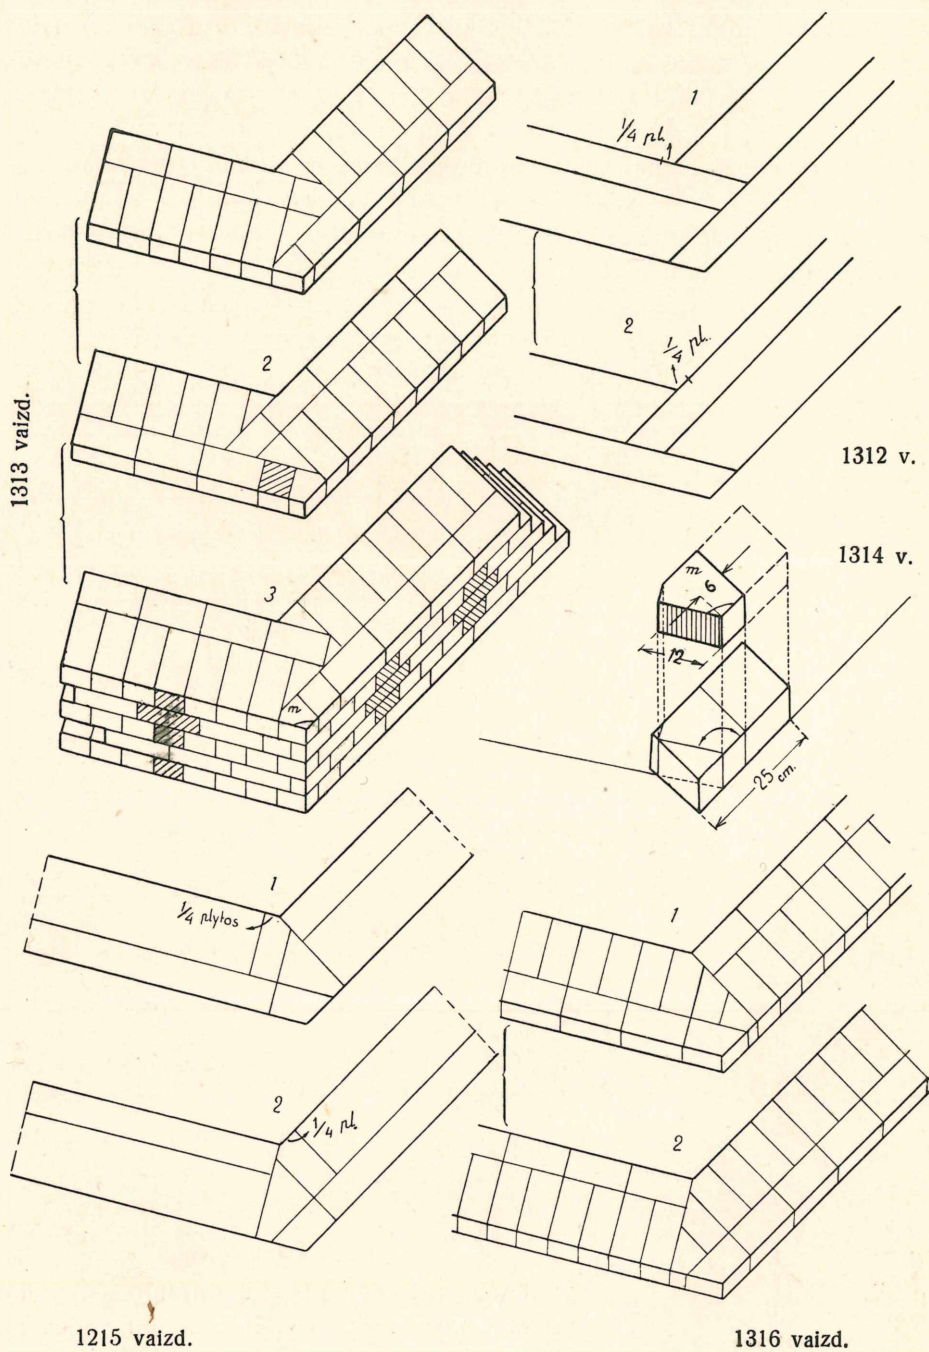 1
1/4 pl.
2
1/4 pl.
1313 vaizd.
1312 v.
3
m
1314 v.
m
6
12
25 cm.
1
1/4 plytos
1
2
1/4 pl.
2
1215 vaizd.
1316 vaizd.